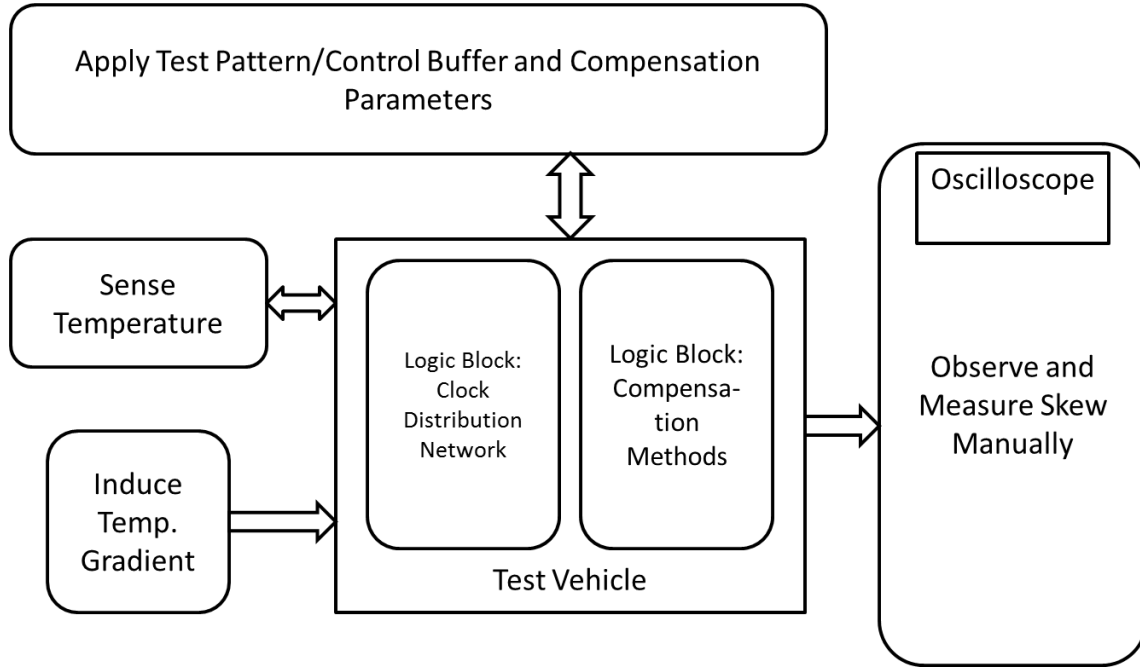 Apply Test Pattern/Control Buffer and Compensation
Parameters
Oscilloscope
Sense
Temperature
Logic Block:
Clock
Distribution
Network
Logic Block:
Compensa-
tion
Methods
Observe and
Measure Skew
Manually
Induce
Temp.
Gradient
Test Vehicle